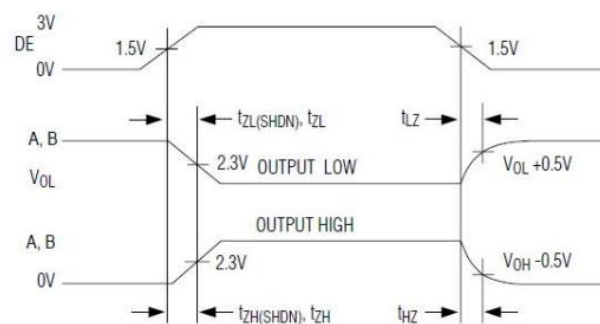 3V
DE
1.5V
1.5V
0V
tZL(SHDN), tZL
tLZ
A, B
2.3V
OUTPUT LOW
VOL +0.5V
VOL
OUTPUT HIGH
A, B
2.3V
VOH –0.5V
0V
tZH(SHDN), tZH
tHZ